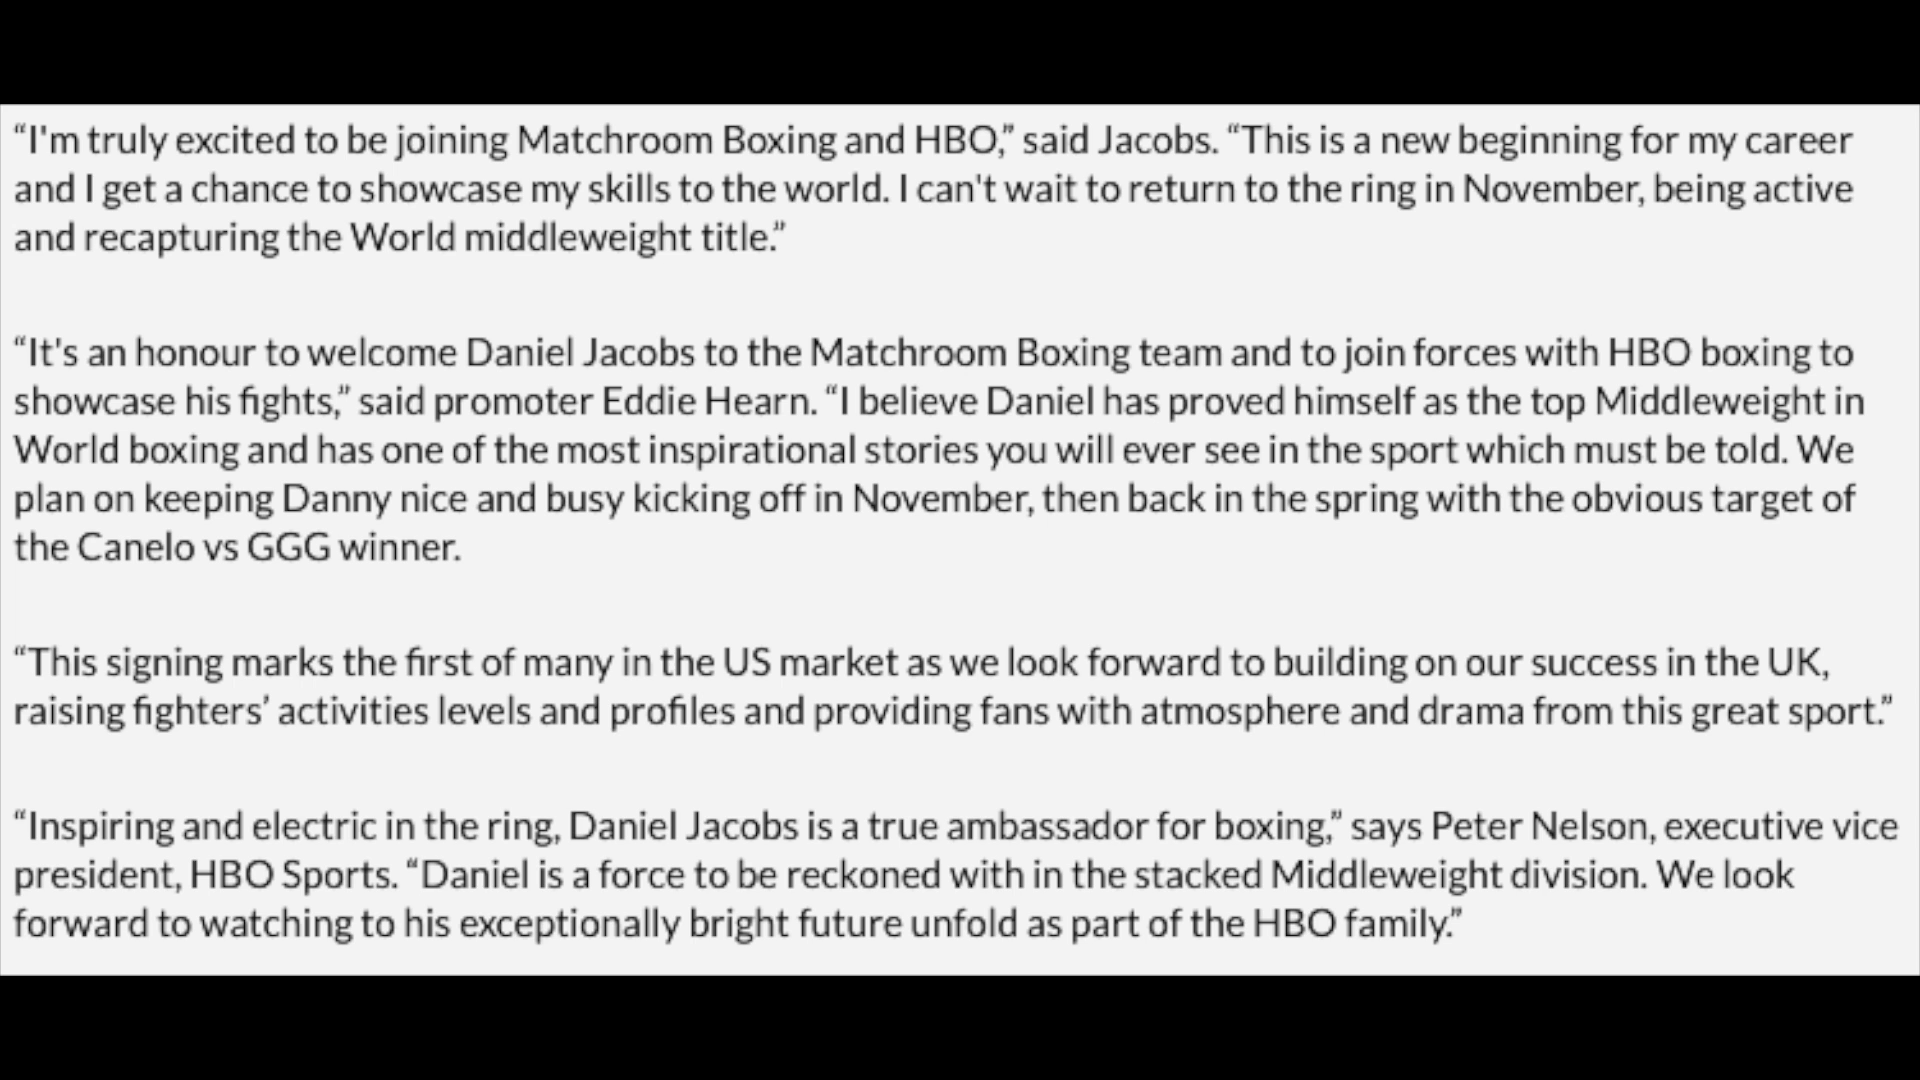 “I'm truly excited to be joining Matchroom Boxing and HBO,” said Jacobs. “This is a new beginning for my career
and I get a chance to showcase my skills to the world. I can't wait to return to the ring in November, being active
and recapturing the World middleweight title.”
“It's an honour to welcome Daniel Jacobs to the Matchroom Boxing team and to join forces with HBO boxing to
showcase his fights,” said promoter Eddie Hearn. “I believe Daniel has proved himself as the top Middleweight in
World boxing and has one of the most inspirational stories you will ever see in the sport which must be told. We
plan on keeping Danny nice and busy kicking off in November, then back in the spring with the obvious target of
the Canelo vs GGG winner.
“This signing marks the first of many in the US market as we look forward to building on our success in the UK,
raising fighters’ activities levels and profiles and providing fans with atmosphere and drama from this great sport.”
“Inspiring and electric in the ring, Daniel Jacobs is a true ambassador for boxing,” says Peter Nelson, executive vice
president, HBO Sports. “Daniel is a force to be reckoned with in the stacked Middleweight division. We look
forward to watching to his exceptionally bright future unfold as part of the HBO family.”